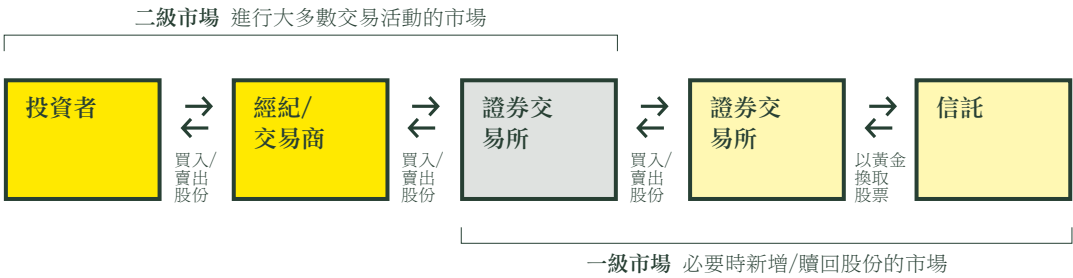 二級市場 進行大多數交易活動的市場
投資者
買入/
賣出
股份
經紀/
交易商
買入/
賣出
股份
證券交
易所
買入/
賣出
股份
證券交
易所
以黃金
換取
股票
信託
一級市場 必要時新增/贖回股份的市場